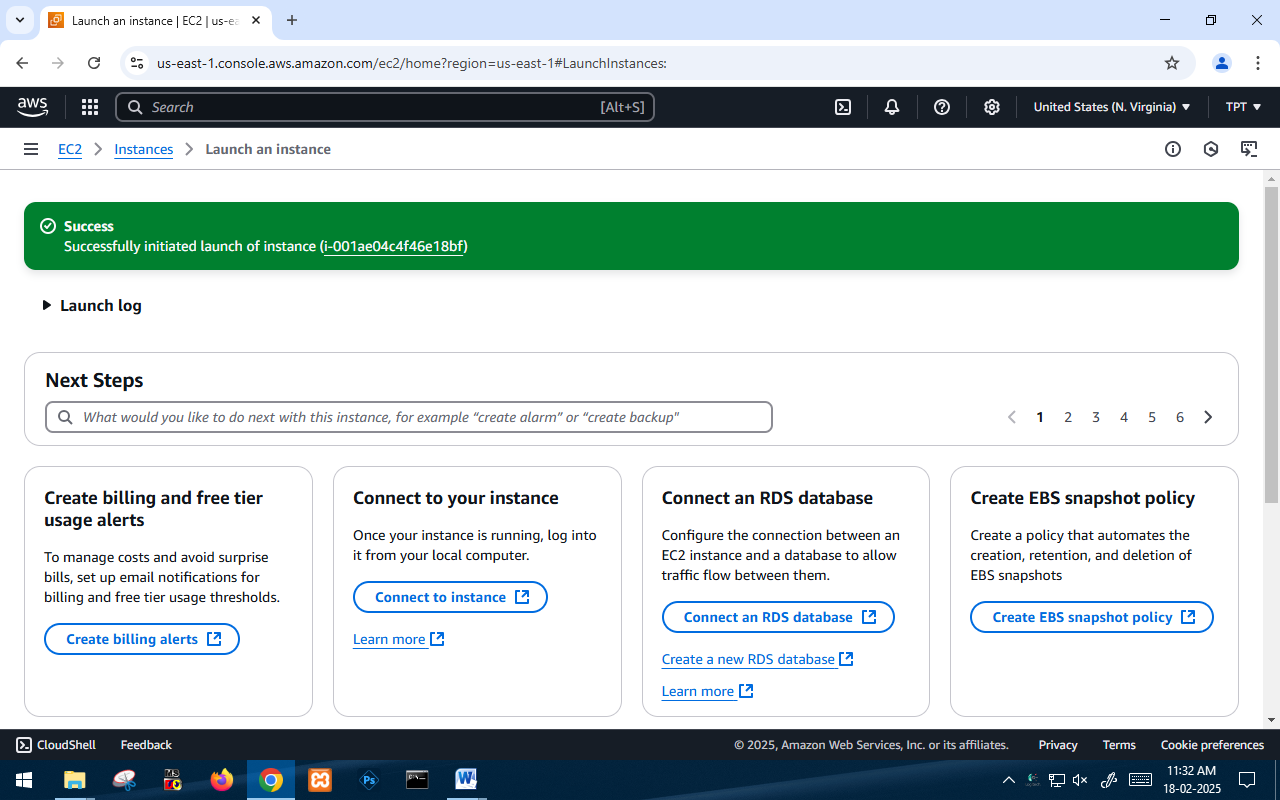 Launch an instance | EC2 | us-ea
us-east-1.console.aws.amazon.com/ec2/home?region=us-east-1#LaunchInstances:
aws
Search
[Alt+S]
United States (N. Virginia)
TPT
EC2
Instances
Launch an instance
Success
Successfully initiated launch of instance (i-001ae04c4f46e18bf)
Launch log
Next Steps
What would you like to do next with this instance, for example “create alarm” or “create backup"
1 2 3 4 5 6
Create billing and free tier
usage alerts
To manage costs and avoid surprise
bills, set up email notifications for
billing and free tier usage thresholds.
Create billing alerts
Connect to your instance
Once your instance is running, log into
it from your local computer.
Connect to instance
Learn more
Connect an RDS database
Configure the connection between an
EC2 instance and a database to allow
traffic flow between them.
Connect an RDS database
Create a new RDS database
Learn more
Create EBS snapshot policy
Create a policy that automates the
creation, retention, and deletion of
EBS snapshots
Create EBS snapshot policy
CloudShell
Feedback
© 2025, Amazon Web Services, Inc. or its affiliates.
Privacy
Terms
Cookie preferences
Ps
W
11:32 AM
18-02-2025